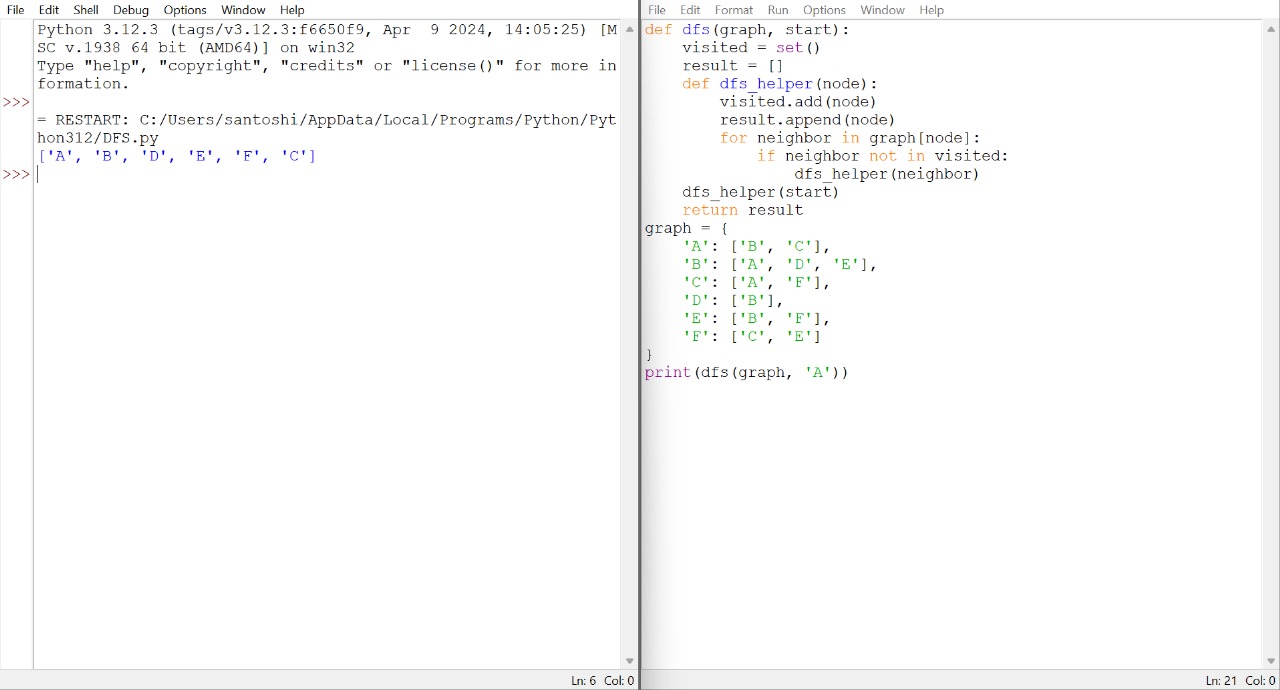 File Edit Shell Debug Options Window Help
Python 3.12.3 (tags/v3.12.3:f6650f9, Apr  9 2024, 14:05:25) [M
SC v.1938 64 bit (AMD64)] on win32
Type "help", "copyright", "credits" or "license()" for more in
formation.
>>>
= RESTART: C:/Users/santoshi/AppData/Local/Programs/Python/Pyt
hon312/DFS.py
['A', 'B', 'D', 'E', 'F', 'C']
>>>
Ln: 6 Col: 0
File Edit Format Run Options Window Help
def dfs(graph, start):
    visited = set()
    result = []
    def dfs_helper(node):
        visited.add(node)
        result.append(node)
        for neighbor in graph[node]:
            if neighbor not in visited:
                dfs_helper(neighbor)
    dfs_helper(start)
    return result
graph = {
    'A': ['B', 'C'],
    'B': ['A', 'D', 'E'],
    'C': ['A', 'F'],
    'D': ['B'],
    'E': ['B', 'F'],
    'F': ['C', 'E']
}
print(dfs(graph, 'A'))
Ln: 21 Col: 0